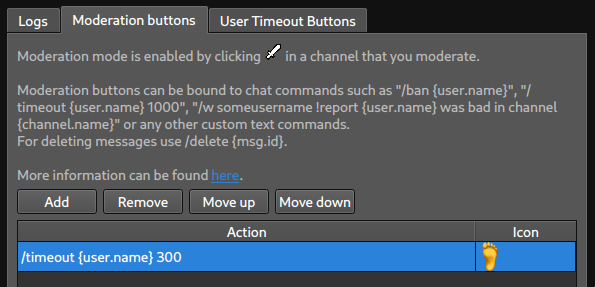 Logs Moderation buttons User Timeout Buttons
Moderation mode is enabled by clicking in a channel that you moderate.
Moderation buttons can be bound to chat commands such as "/ban {user.name}", "/
timeout {user.name} 1000", "/w someusername !report {user.name} was bad in channel
{channel.name}" or any other custom text commands.
For deleting messages use /delete {msg.id}.
More information can be found here.
Add Remove Move up Move down
Action Icon
/timeout {user.name} 300